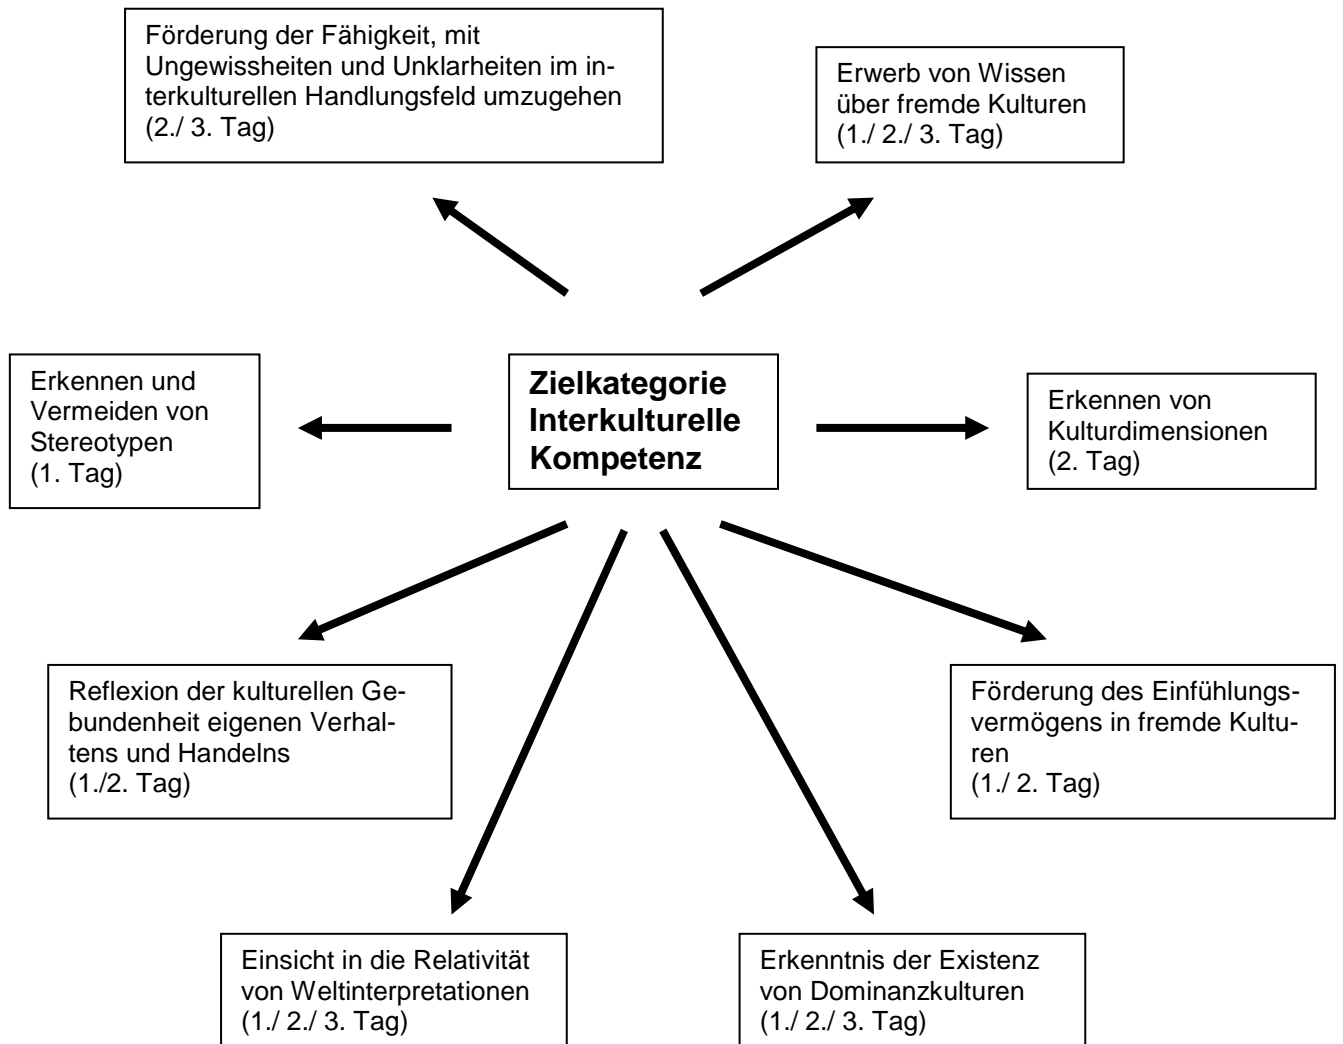 Förderung der Fähigkeit, mit
Ungewissheiten und Unklarheiten im in-
terkulturellen Handlungsfeld umzugehen
(2./ 3. Tag)
Erwerb von Wissen
über fremde Kulturen
(1./ 2./ 3. Tag)
Erkennen und
Vermeiden von
Stereotypen
(1. Tag)
Zielkategorie
Interkulturelle
Kompetenz
Erkennen von
Kulturdimensionen
(2. Tag)
Reflexion der kulturellen Ge-
bundenheit eigenen Verhal-
tens und Handelns
(1./2. Tag)
Förderung des Einfühlungs-
vermögens in fremde Kultu-
ren
(1./ 2. Tag)
Einsicht in die Relativität
von Weltinterpretationen
(1./ 2./ 3. Tag)
Erkenntnis der Existenz
von Dominanzkulturen
(1./ 2./ 3. Tag)